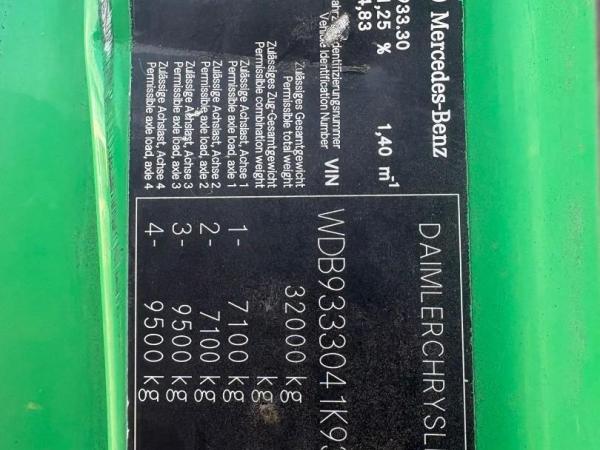 ) Mercedes-Benz
DAIMLERCHRYSL
933.30
1,25 % 1,40 m-1
4,83
Fahrzeugidentifizierungsnummer
Vehicle Identification Number VIN WDB9333041K93
Zulässiges Gesamtgewicht
Permissible total weight 32000 kg
Zulässiges Zug-Gesamtgewicht
Permissible combination weight kg
Zulässige Achslast, Achse 1
Permissible axle load, axle 1 1- 7100 kg
Zulässige Achslast, Achse 2
Permissible axle load, axle 2 2- 7100 kg
Zulässige Achslast, Achse 3
Permissible axle load, axle 3 3- 9500 kg
Zulässige Achslast, Achse 4
Permissible axle load, axle 4 4- 9500 kg